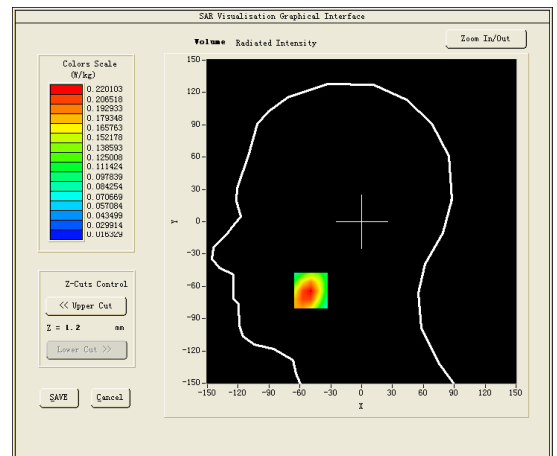 SAR Visualisation Graphical Interface
Volume Radiated Intensity
Zoom In/Out
Colors Scale
(W/kg)
0.220103
0.206518
0.192933
0.179348
0.165763
0.152178
0.138593
0.125008
0.111424
0.097839
0.084254
0.070669
0.057084
0.043499
0.029914
0.016329
Z-Cuts Control
<< Upper Cut
Z = 1.2 mm
Lower Cut >>
SAVE Cancel
150
120
90
60
30
Y 0
-30
-60
-90
-120
-150
-150 -120 -90 -60 -30 0 30 60 90 120 150
X